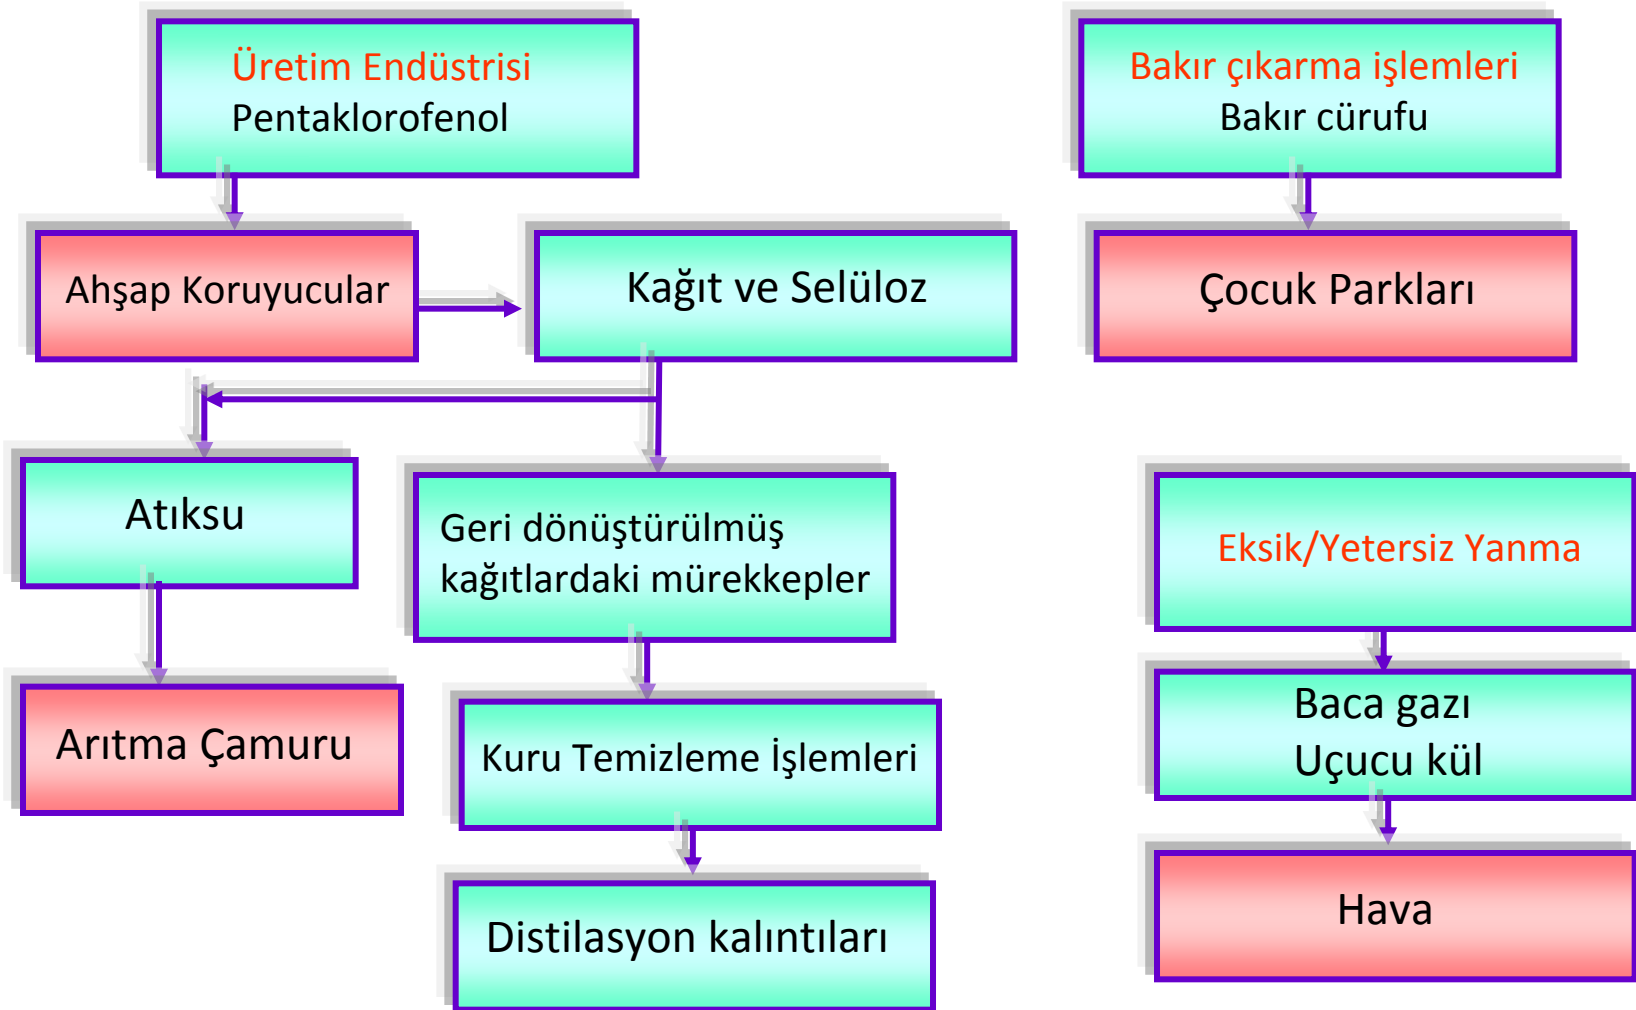 Üretim Endüstrisi
Pentaklorofenol
Bakır çıkarma işlemleri
Bakır cürufu
Ahşap Koruyucular
Kağıt ve Selüloz
Çocuk Parkları
Atıksu
Geri dönüştürülmüş
kağıtlardaki mürekkepler
Eksik/Yetersiz Yanma
Arıtma Çamuru
Kuru Temizleme İşlemleri
Baca gazı
Uçucu kül
Distilasyon kalıntıları
Hava